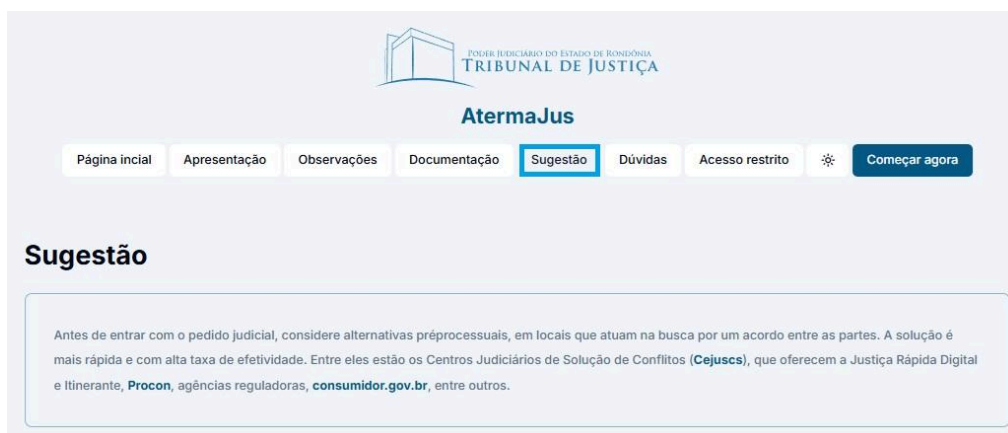 PODER JUDICIÁRIO DO ESTADO DE RONDÔNIA
TRIBUNAL DE JUSTIÇA
AtermaJus
Página incial Apresentação Observações Documentação Sugestão Dúvidas Acesso restrito Começar agora
Sugestão
Antes de entrar com o pedido judicial, considere alternativas préprocessuais, em locais que atuam na busca por um acordo entre as partes. A solução é
mais rápida e com alta taxa de efetividade. Entre eles estão os Centros Judiciários de Solução de Conflitos (Cejuscs), que oferecem a Justiça Rápida Digital
e Itinerante, Procon, agências reguladoras, consumidor.gov.br, entre outros.